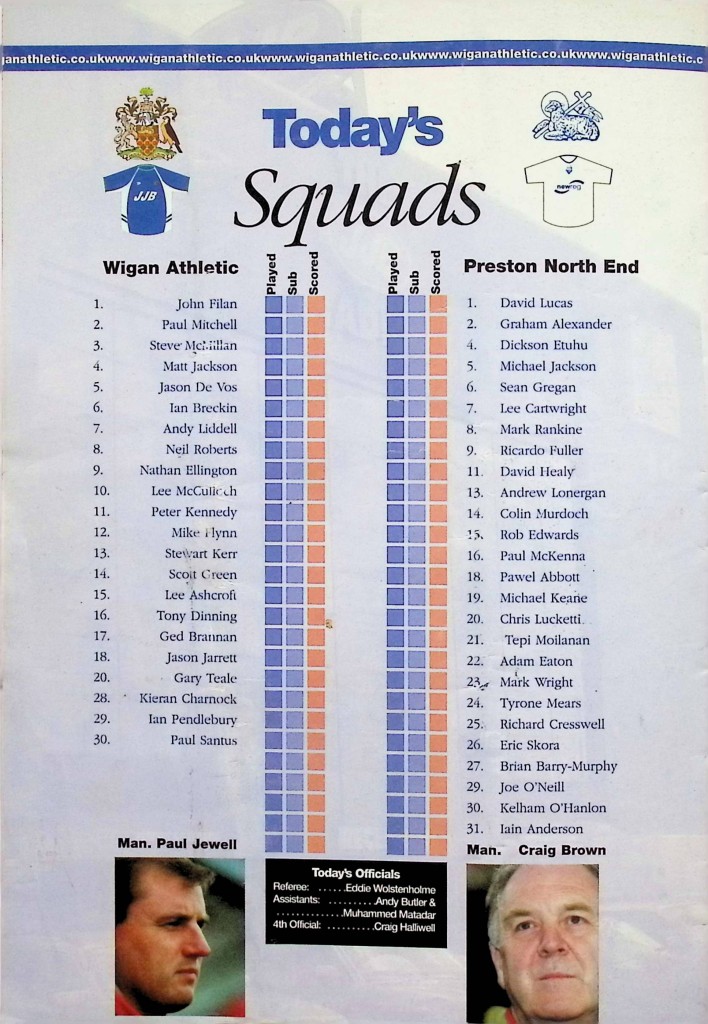 anathletic.co.ukwww.wiganathletic.co.ukwww.wiganathletic.co.ukwww.wiganathletic.co.ukwww.wiganathletic.c
Today's
Squads
JJB
newreg
Wigan Athletic
Played
Sub
Scored
1. John Filan
2. Paul Mitchell
3. Steve McMillan
4. Matt Jackson
5. Jason De Vos
6. Ian Breckin
7. Andy Liddell
8. Neil Roberts
9. Nathan Ellington
10. Lee McCulloch
11. Peter Kennedy
12. Mike Flynn
13. Stewart Kerr
14. Scott Green
15. Lee Ashcroft
16. Tony Dinning
17. Ged Brannan
18. Jason Jarrett
20. Gary Teale
28. Kieran Charnock
29. Ian Pendlebury
30. Paul Santus
Man. Paul Jewell
Played
Sub
Scored
Preston North End
1. David Lucas
2. Graham Alexander
4. Dickson Etuhu
5. Michael Jackson
6. Sean Gregan
7. Lee Cartwright
8. Mark Rankine
9. Ricardo Fuller
11. David Healy
13. Andrew Lonergan
14. Colin Murdoch
15. Rob Edwards
16. Paul McKenna
18. Pawel Abbott
19. Michael Keane
20. Chris Lucketti
21. Tepi Moilanan
22. Adam Eaton
23. Mark Wright
24. Tyrone Mears
25. Richard Cresswell
26. Eric Skora
27. Brian Barry-Murphy
29. Joe O'Neill
30. Kelham O'Hanlon
31. Iain Anderson
Man. Craig Brown
Today's Officials
Referee: ......Eddie Wolstenholme
Assistants: ..........Andy Butler &
..............Muhammed Matadar
4th Official: ..........Craig Halliwell